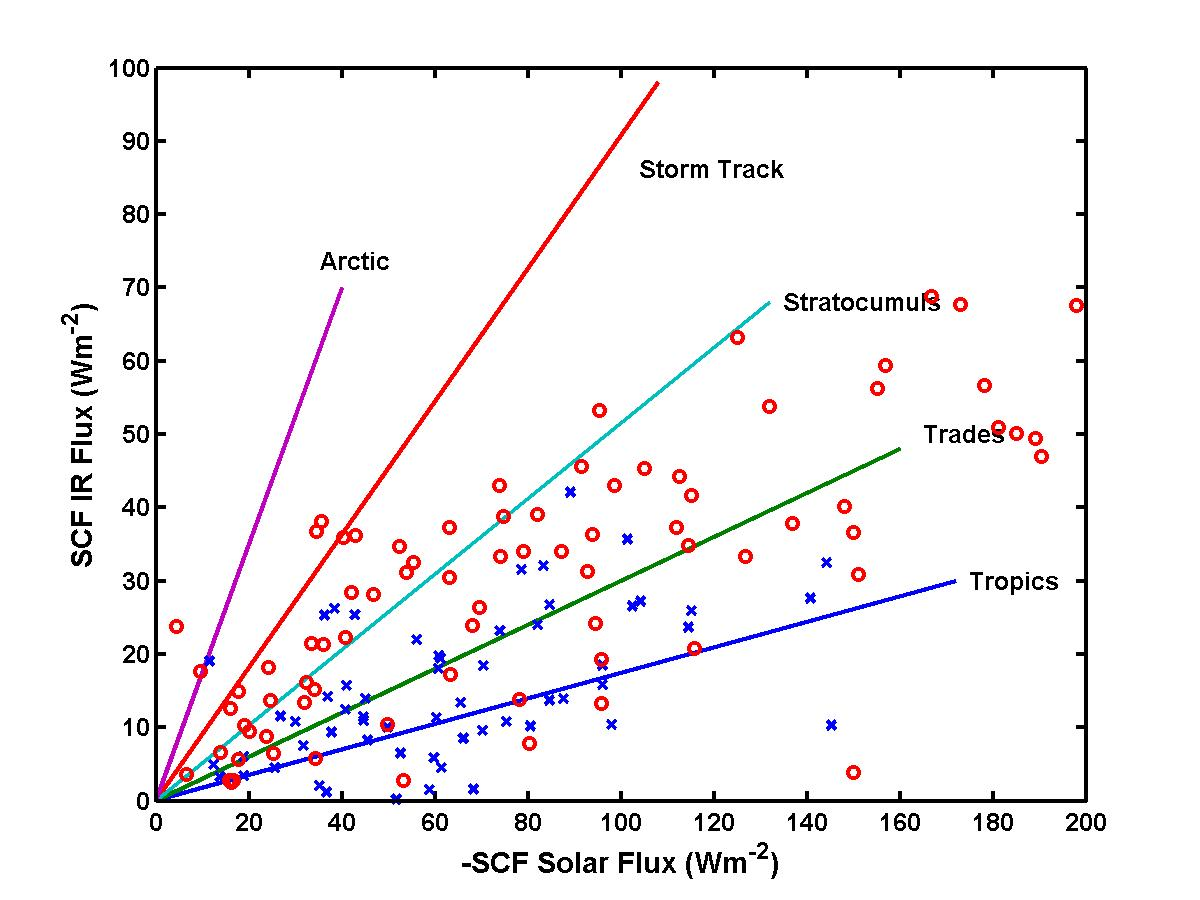 100
90
80
70
60
50
40
30
20
10
0
SCF IR Flux (Wm-2)
Arctic
Storm Track
Stratocumuls
Trades
Tropics
0 20 40 60 80 100 120 140 160 180 200
-SCF Solar Flux (Wm-2)